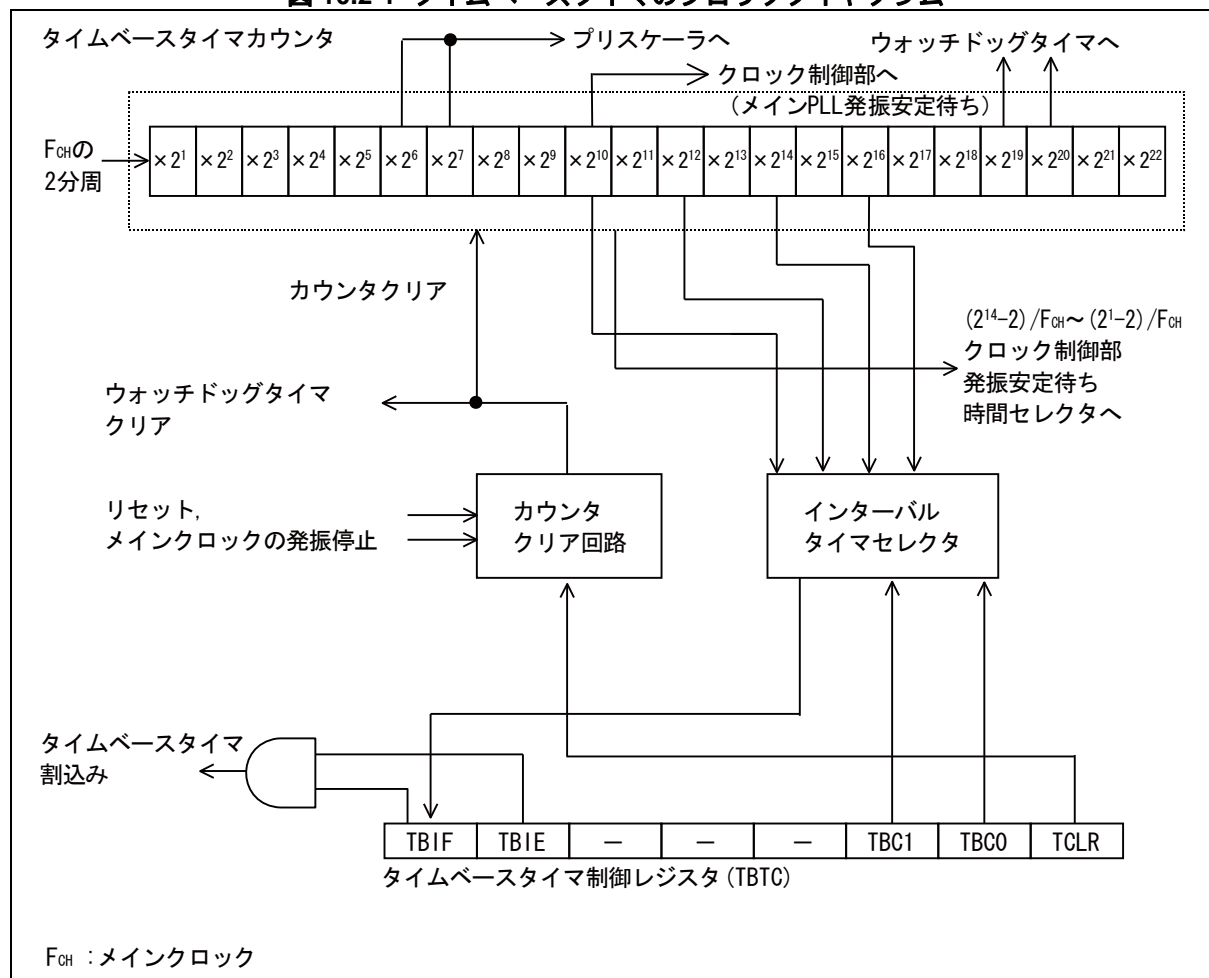 タイムベースタイマカウンタ
プリスケーラへ
ウォッチドッグタイマへ
クロック制御部へ
(メインPLL発振安定待ち)
FCHの
2分周
×2¹ ×2² ×2³ ×2⁴ ×2⁵ ×2⁶ ×2⁷ ×2⁸ ×2⁹ ×2¹⁰ ×2¹¹ ×2¹² ×2¹³ ×2¹⁴ ×2¹⁵ ×2¹⁶ ×2¹⁷ ×2¹⁸ ×2¹⁹ ×2²⁰ ×2²¹ ×2²²
カウンタクリア
(2¹⁴-2)/FCH～(2¹-2)/FCH
クロック制御部
発振安定待ち
時間セレクタへ
ウォッチドッグタイマ
クリア
リセット,
メインクロックの発振停止
カウンタ
クリア回路
インターバル
タイマセレクタ
タイムベースタイマ
割込み
TBIF TBIE － － － TBC1 TBC0 TCLR
タイムベースタイマ制御レジスタ(TBTC)
FCH :メインクロック